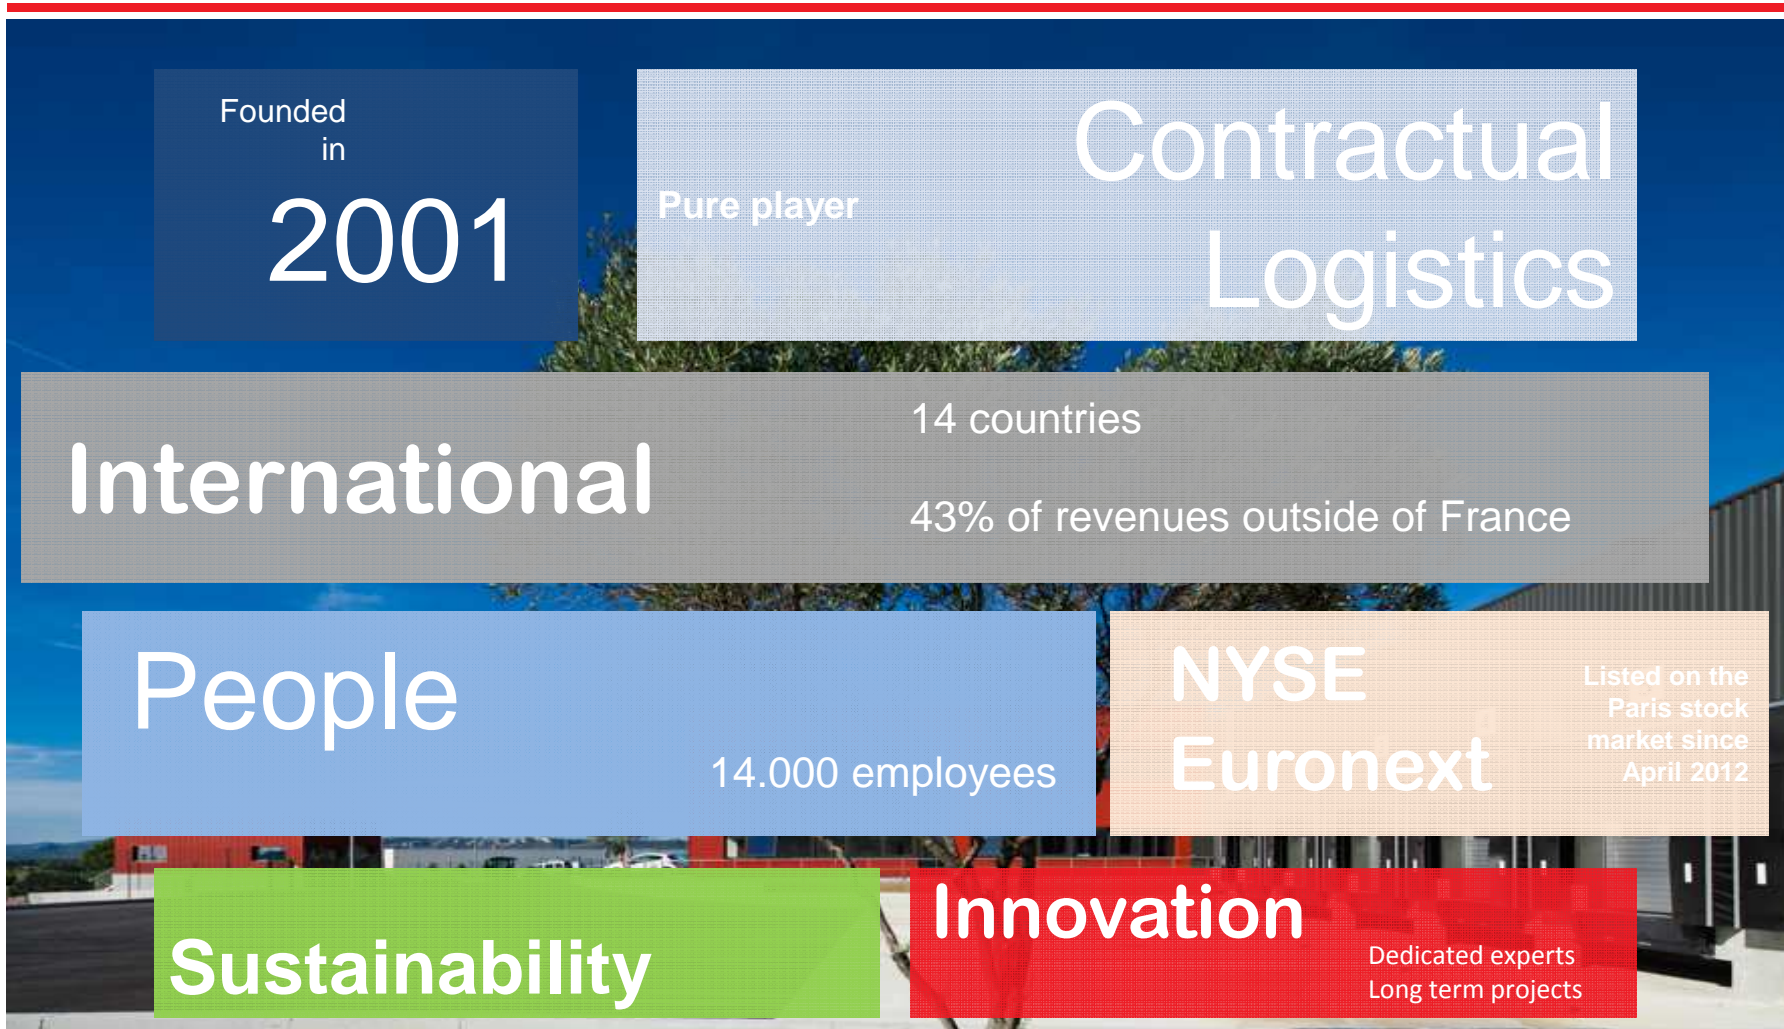 Founded
in
2001
Pure player
Contractual
Logistics
International
14 countries
43% of revenues outside of France
People
14.000 employees
NYSE
Euronext
Listed on the
Paris stock
market since
April 2012
Sustainability
Innovation
Dedicated experts
Long term projects